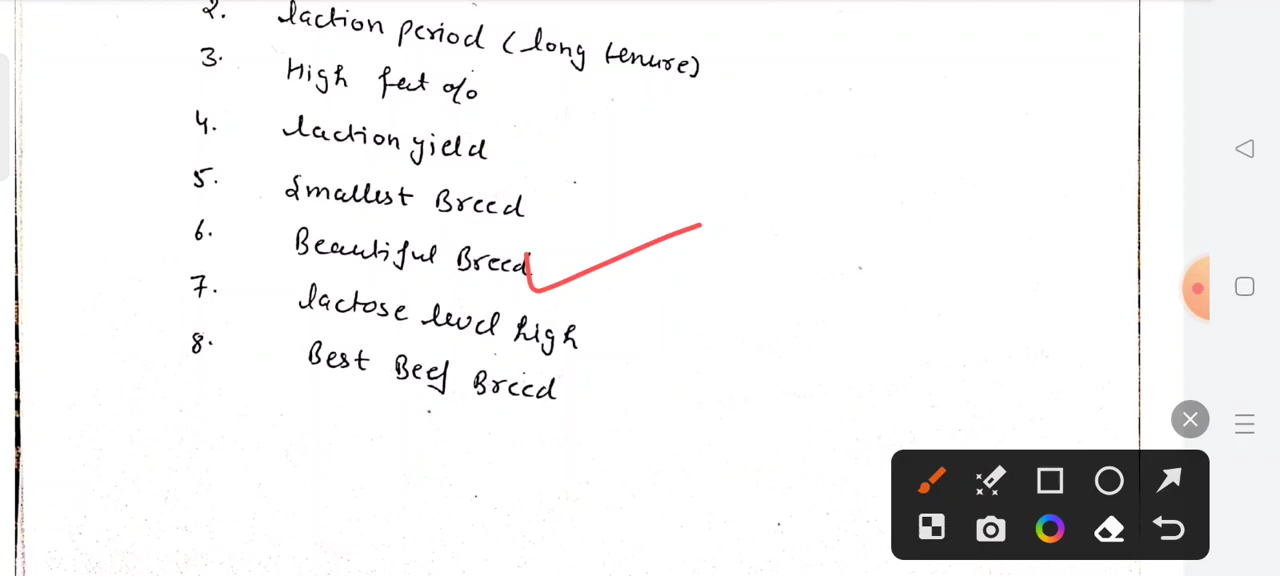 2. laction period (long tenure)
3. High fat %
4. laction yield
5. Smallest Breed
6. Beautiful Breed
7. lactose level high
8. Best Beef Breed